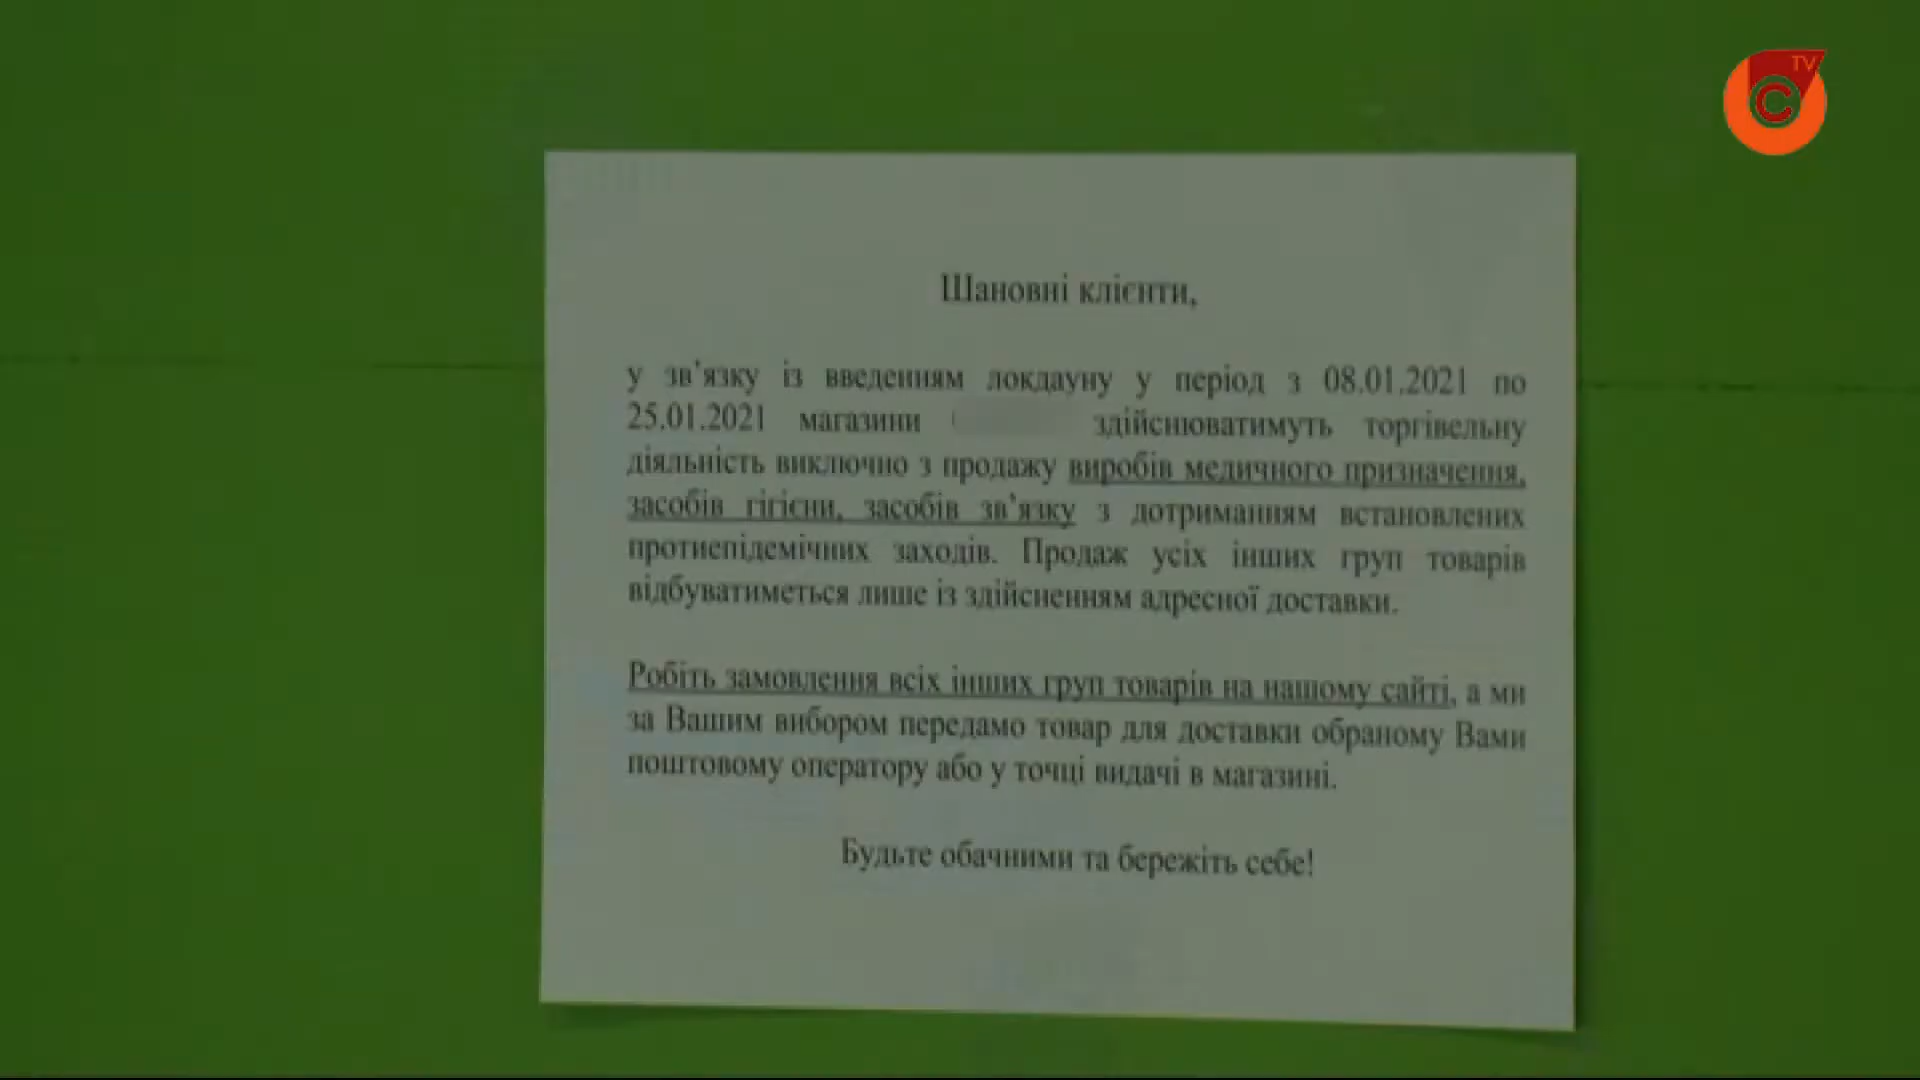 TV
C
Шановні клієнти,
у зв'язку із введенням локдауну у період з 08.01.2021 по
25.01.2021 магазини здійснюватимуть торгівельну
діяльність виключно з продажу виробів медичного призначення,
засобів гігієни, засобів зв'язку з дотриманням встановлених
протиепідемічних заходів. Продаж усіх інших груп товарів
відбуватиметься лише із здійсненням адресної доставки.
Робіть замовлення всіх інших груп товарів на нашому сайті, а ми
за Вашим вибором передамо товар для доставки обраному Вами
поштовому оператору або у точці видачі в магазині.
Будьте обачними та бережіть себе!